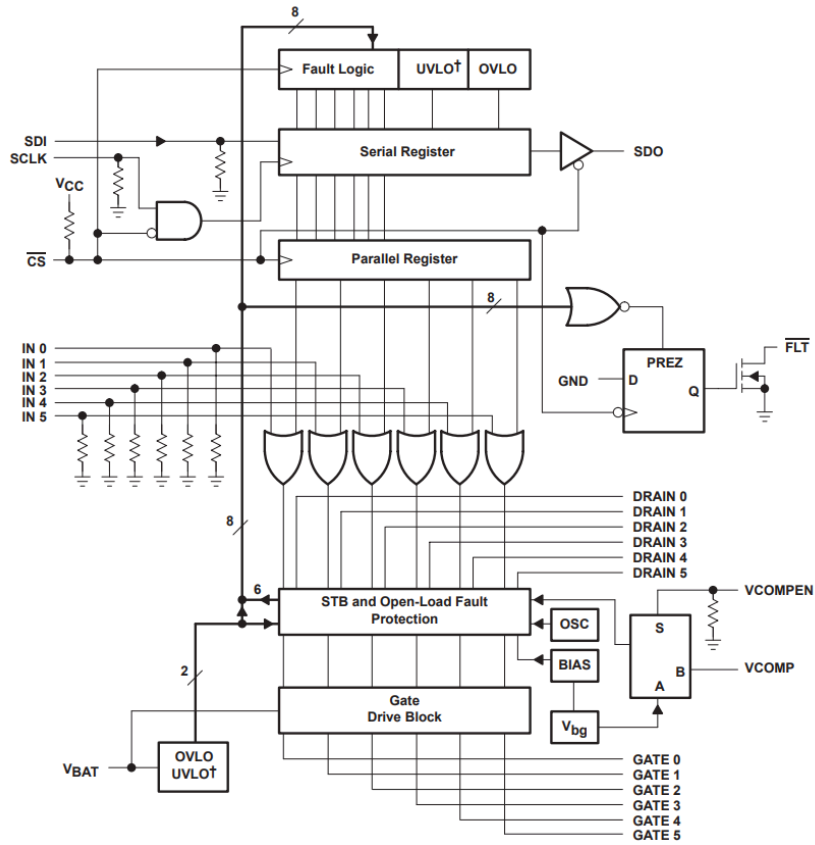 8
Fault Logic
UVLO†
OVLO
SDI
SCLK
Serial Register
SDO
VCC
CS
Parallel Register
8
IN 0
IN 1
IN 2
IN 3
IN 4
IN 5
FLT
PREZ
GND
D
Q
8
DRAIN 0
DRAIN 1
DRAIN 2
DRAIN 3
DRAIN 4
DRAIN 5
6
STB and Open-Load Fault
Protection
OSC
BIAS
Vbg
VCOMPEN
S
B
A
VCOMP
2
Gate
Drive Block
VBAT
OVLO
UVLO†
GATE 0
GATE 1
GATE 2
GATE 3
GATE 4
GATE 5